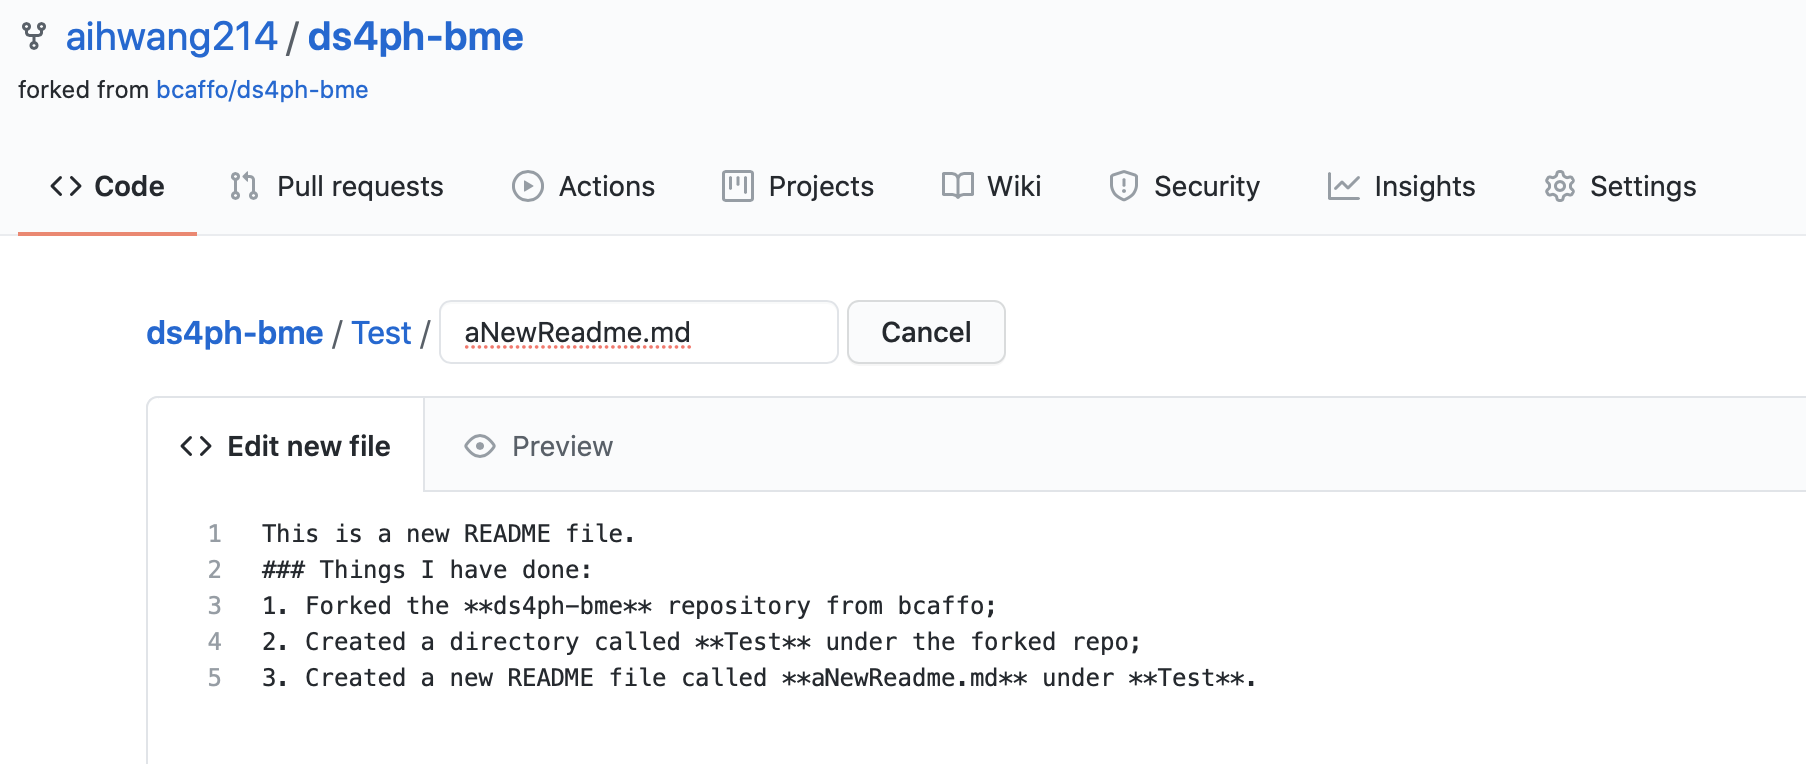 aihwang214 / ds4ph-bme
forked from bcaffo/ds4ph-bme
Code Pull requests Actions Projects Wiki Security Insights Settings
ds4ph-bme / Test / aNewReadme.md Cancel
Edit new file Preview
1 This is a new README file.
2 ### Things I have done:
3 1. Forked the **ds4ph-bme** repository from bcaffo;
4 2. Created a directory called **Test** under the forked repo;
5 3. Created a new README file called **aNewReadme.md** under **Test**.